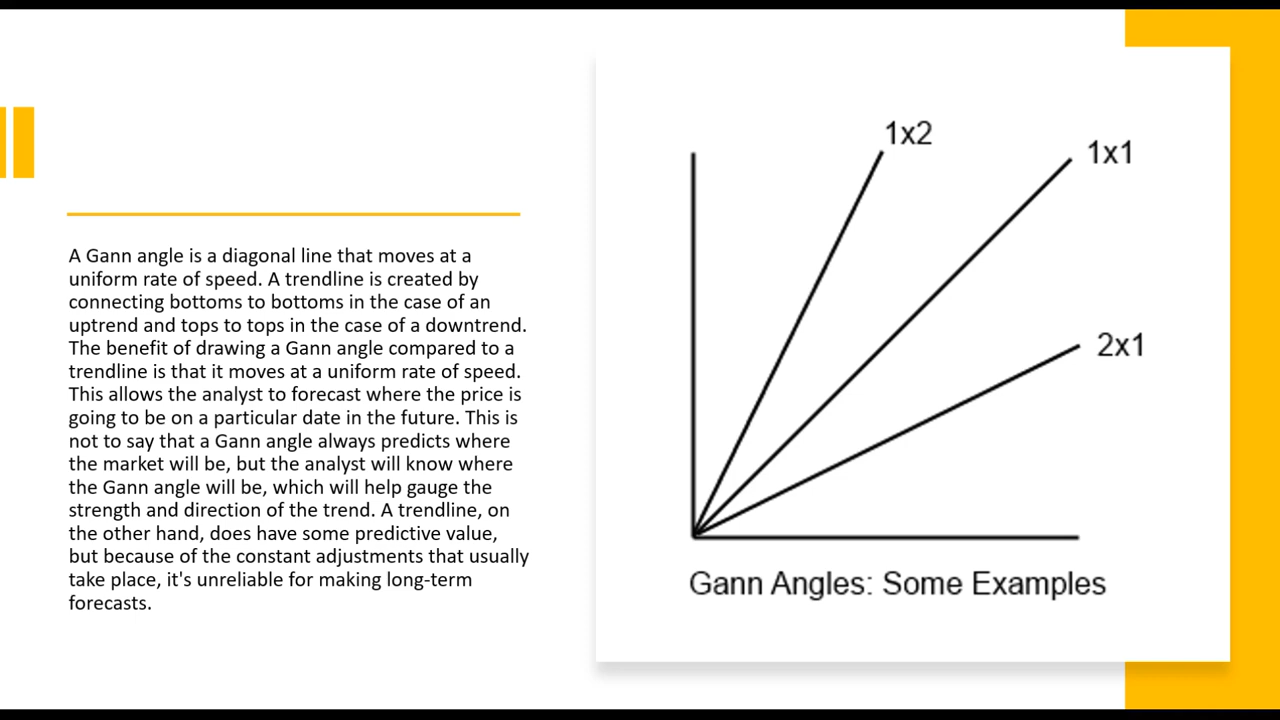 A Gann angle is a diagonal line that moves at a
uniform rate of speed. A trendline is created by
connecting bottoms to bottoms in the case of an
uptrend and tops to tops in the case of a downtrend.
The benefit of drawing a Gann angle compared to a
trendline is that it moves at a uniform rate of speed.
This allows the analyst to forecast where the price is
going to be on a particular date in the future. This is
not to say that a Gann angle always predicts where
the market will be, but the analyst will know where
the Gann angle will be, which will help gauge the
strength and direction of the trend. A trendline, on
the other hand, does have some predictive value,
but because of the constant adjustments that usually
take place, it's unreliable for making long-term
forecasts.
1x2
1x1
2x1
Gann Angles: Some Examples